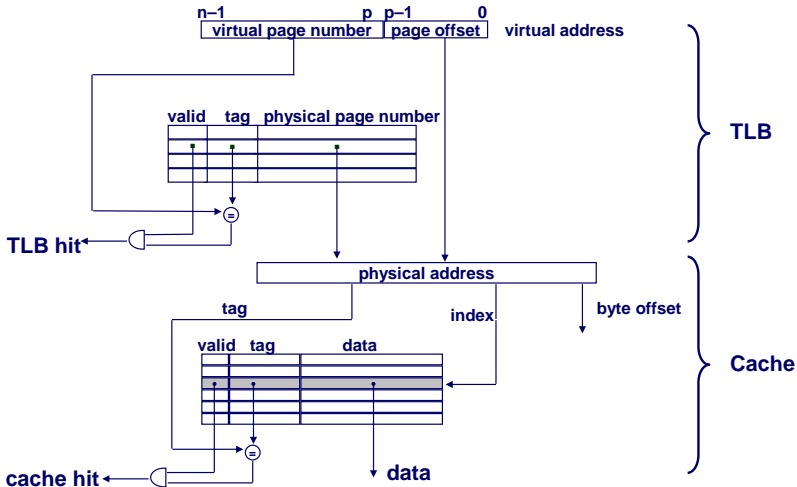 n–1 p p–1 0
virtual page number page offset virtual address
valid tag physical page number
TLB
=
TLB hit
physical address
tag index byte offset
valid tag data
Cache
=
cache hit data